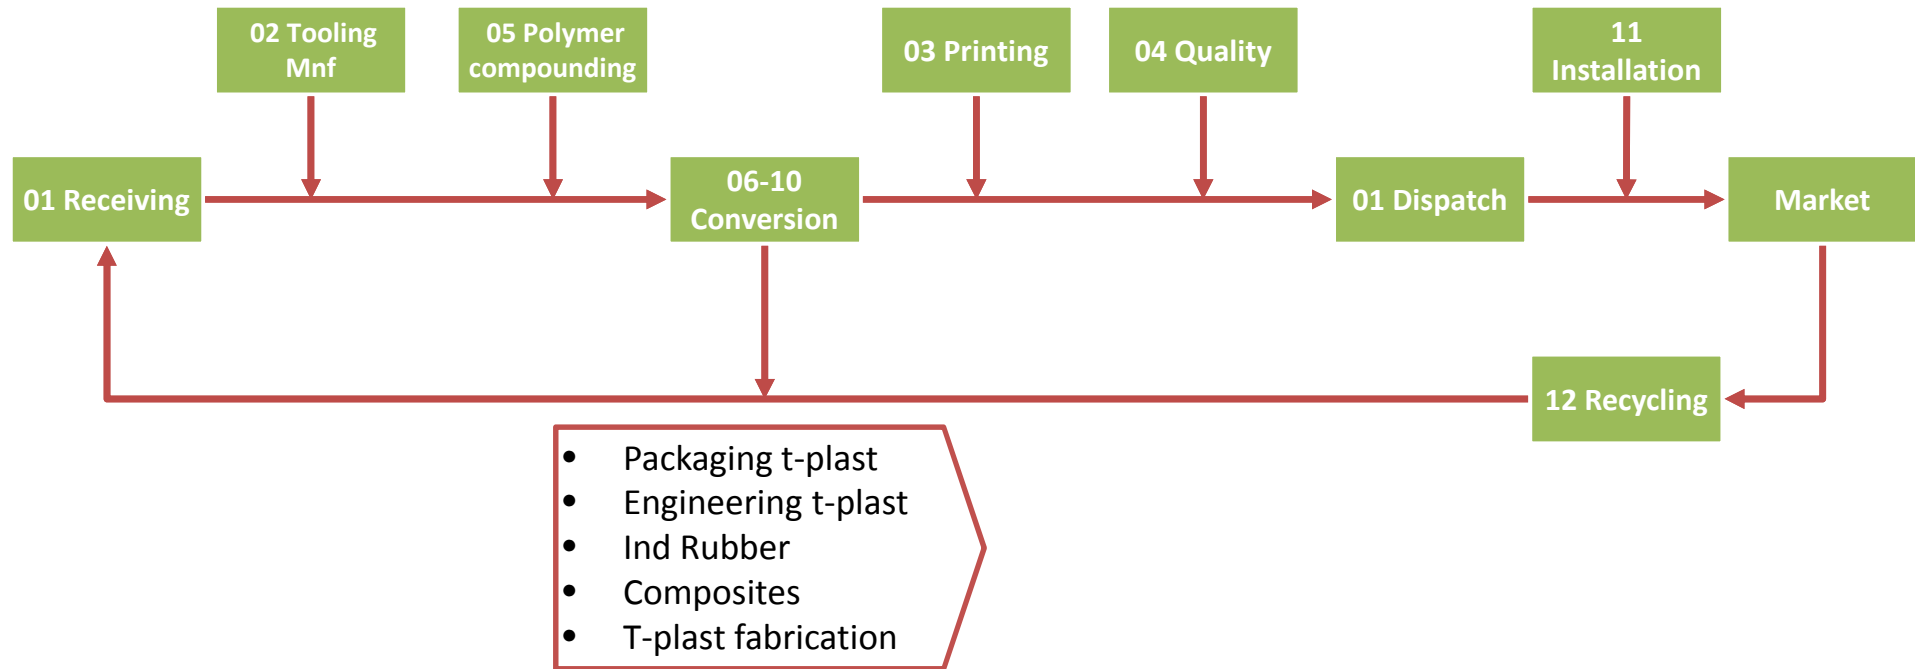 02 Tooling
Mnf
05 Polymer
compounding
03 Printing
04 Quality
11
Installation
01 Receiving
06-10
Conversion
01 Dispatch
Market
12 Recycling
• Packaging t-plast
• Engineering t-plast
• Ind Rubber
• Composites
• T-plast fabrication